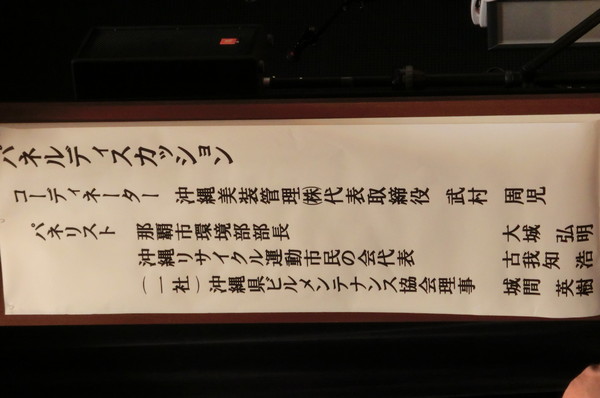 パネルディスカッション
コーディネーター 沖縄美装管理㈱代表取締役 武村 周児
パネリスト 那覇市環境部部長 大城 弘明
沖縄リサイクル運動市民の会代表 古我知 浩
(一社)沖縄県ビルメンテナンス協会理事 城間 英樹